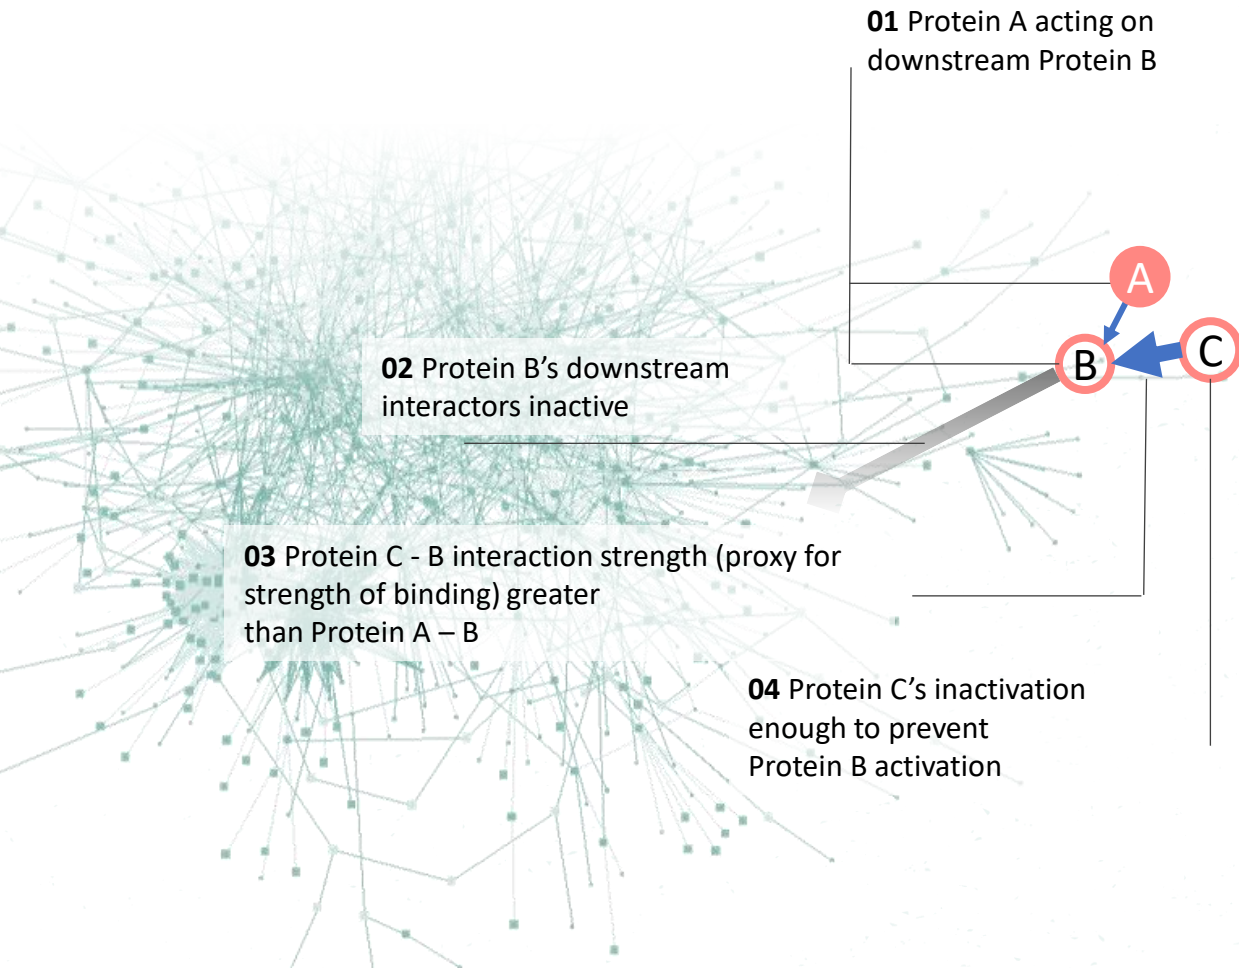 01 Protein A acting on
downstream Protein B
A
B
C
02 Protein B’s downstream
interactors inactive
03 Protein C - B interaction strength (proxy for
strength of binding) greater
than Protein A – B
04 Protein C’s inactivation
enough to prevent
Protein B activation